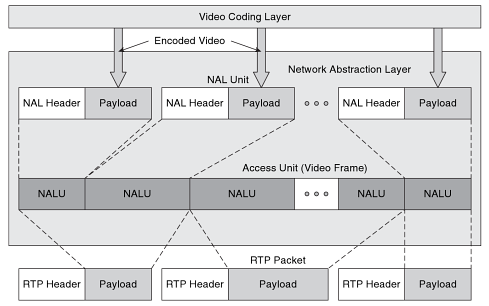 Video Coding Layer
Encoded Video
Network Abstraction Layer
NAL Unit
NAL Header Payload NAL Header Payload NAL Header Payload
Access Unit (Video Frame)
NALU NALU NALU NALU NALU
RTP Packet
RTP Header Payload RTP Header Payload RTP Header Payload